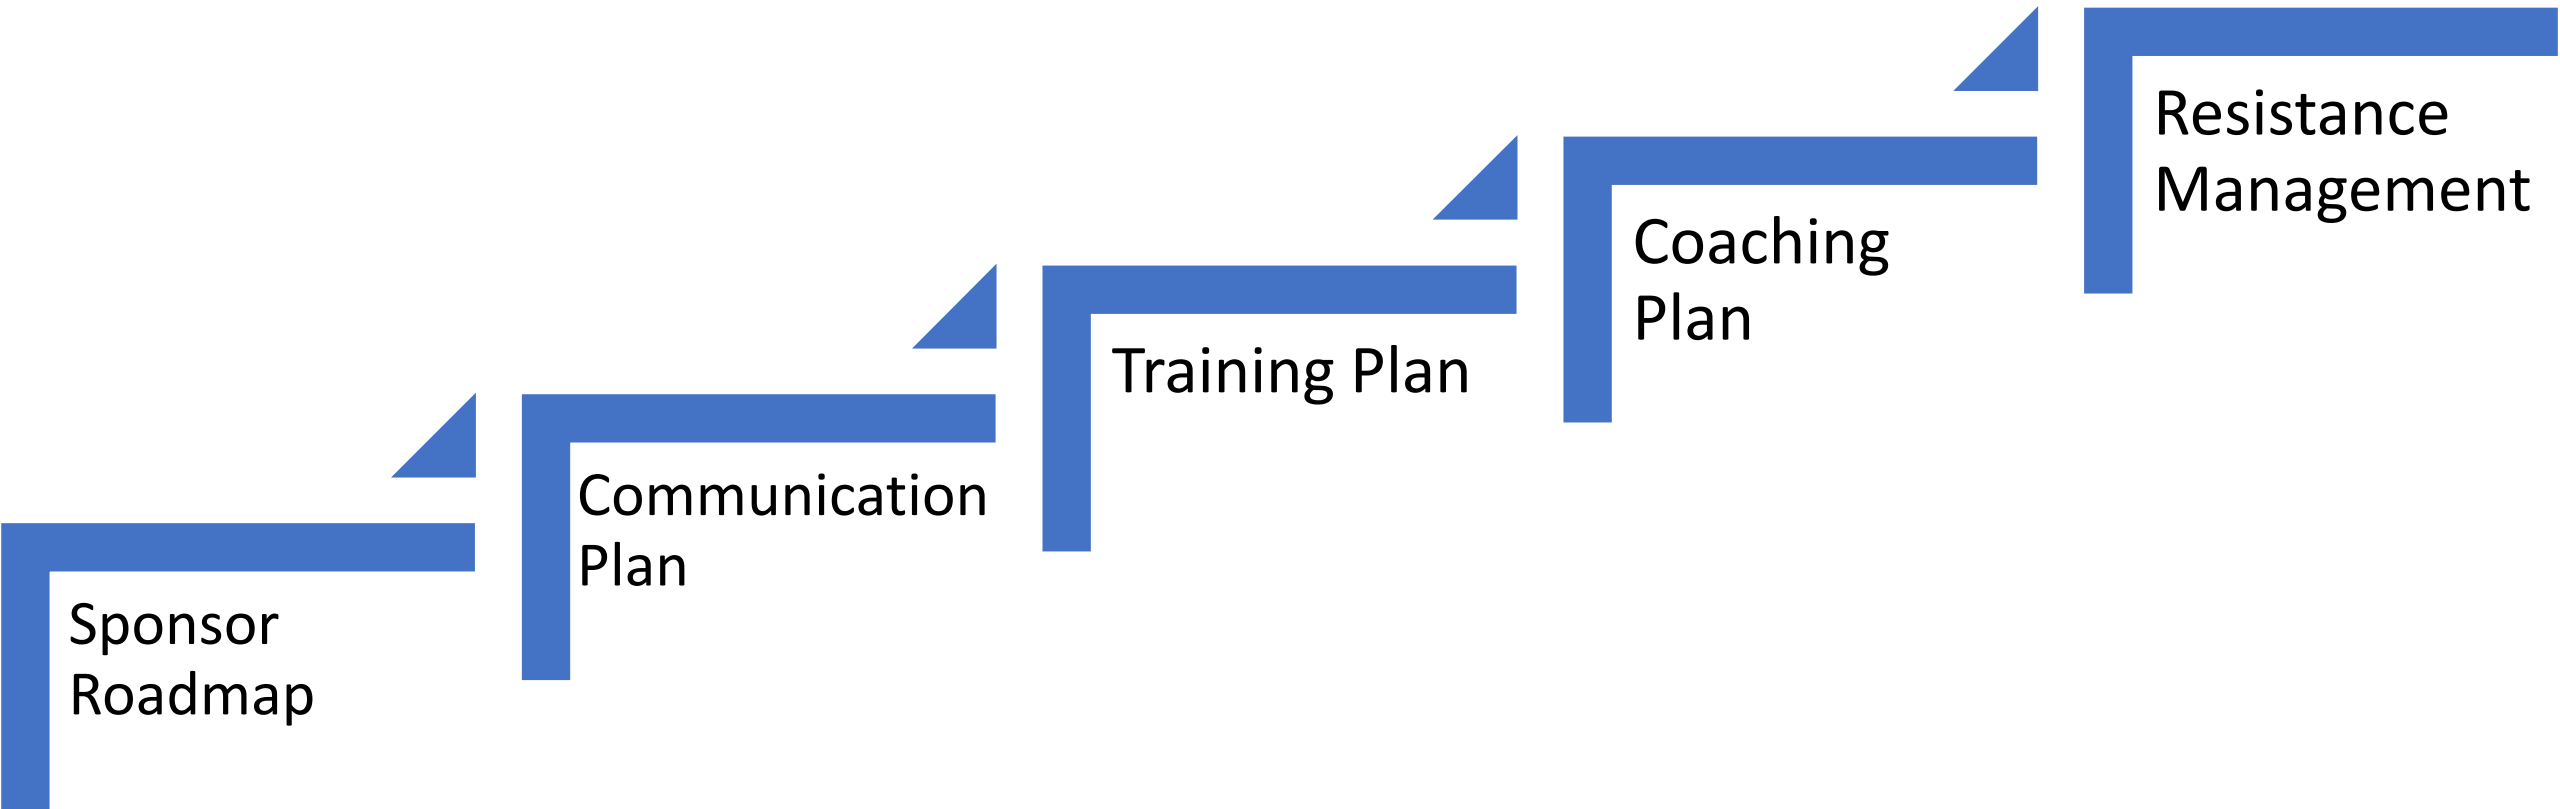 Sponsor
Roadmap
Communication
Plan
Training Plan
Coaching
Plan
Resistance
Management